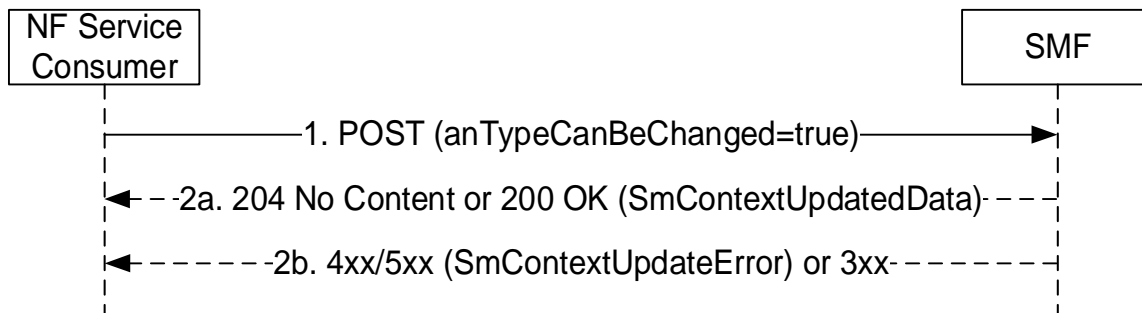 NF Service
Consumer
SMF
1. POST (anTypeCanBeChanged=true)
2a. 204 No Content or 200 OK (SmContextUpdatedData)
2b. 4xx/5xx (SmContextUpdateError) or 3xx